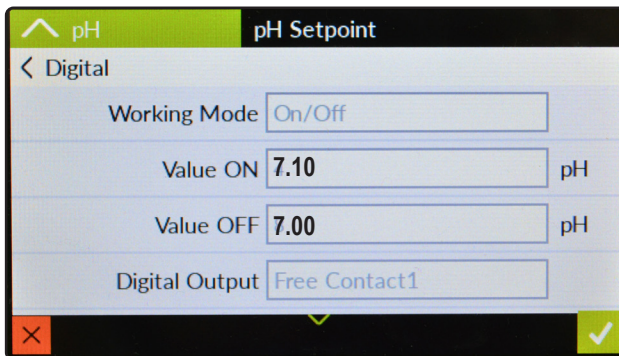 pH pH Setpoint
Digital
Working Mode On/Off
Value ON 7.10 pH
Value OFF 7.00 pH
Digital Output Free Contact1